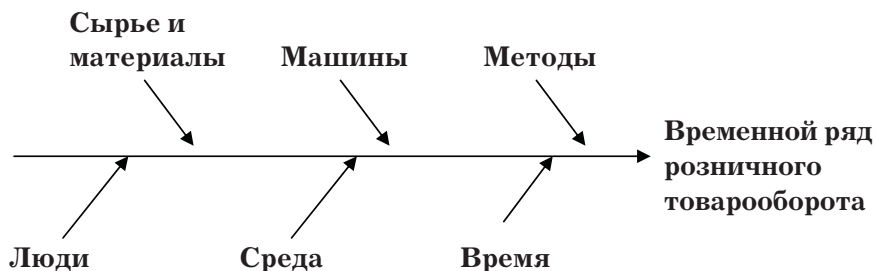 Сырье и
материалы
Машины
Методы
Временной ряд
розничного
товарооборота
Люди
Среда
Время